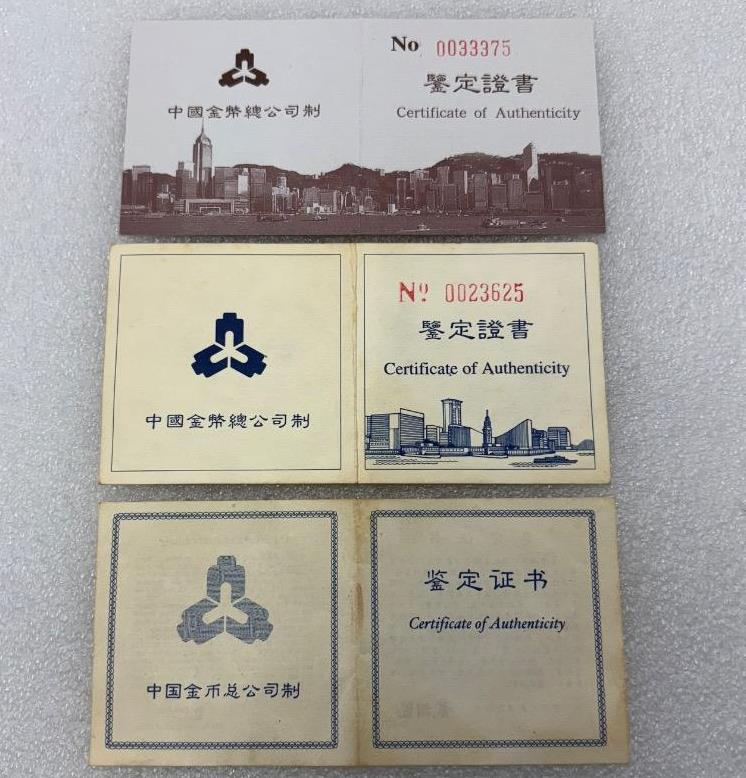 No 0033375
鑒定證書
Certificate of Authenticity
中國金幣總公司制
Nº 0023625
鑒定證書
Certificate of Authenticity
中國金幣總公司制
鉴定证书
Certificate of Authenticity
中国金币总公司制